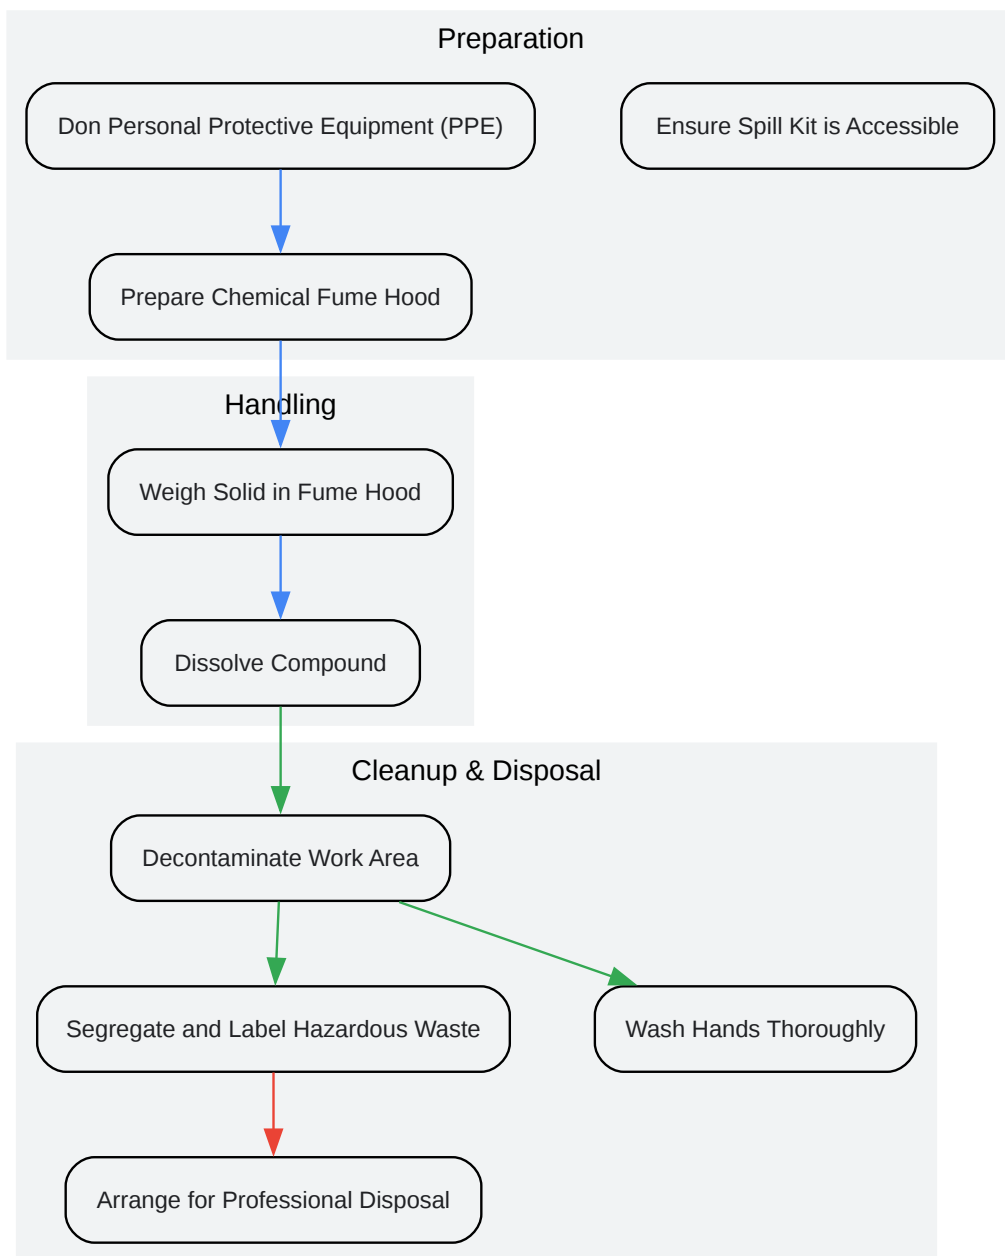 Preparation
Don Personal Protective Equipment (PPE)
Ensure Spill Kit is Accessible
Prepare Chemical Fume Hood
Handling
Weigh Solid in Fume Hood
Dissolve Compound
Cleanup & Disposal
Decontaminate Work Area
Segregate and Label Hazardous Waste
Wash Hands Thoroughly
Arrange for Professional Disposal